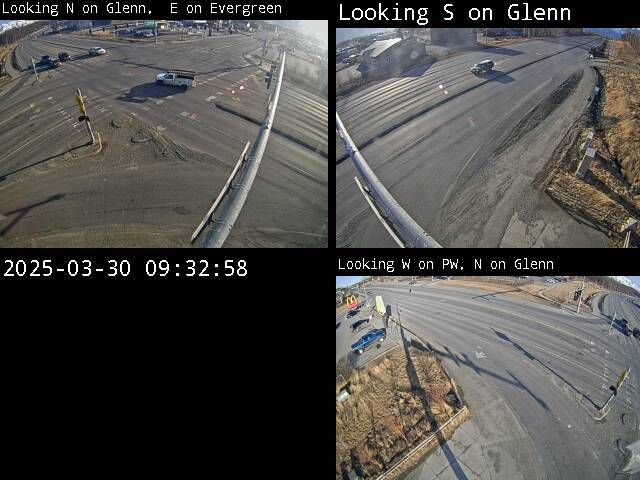 Looking N on Glenn,  E on Evergreen
Looking S on Glenn
2025-03-30 09:32:58
Looking W on PW, N on Glenn